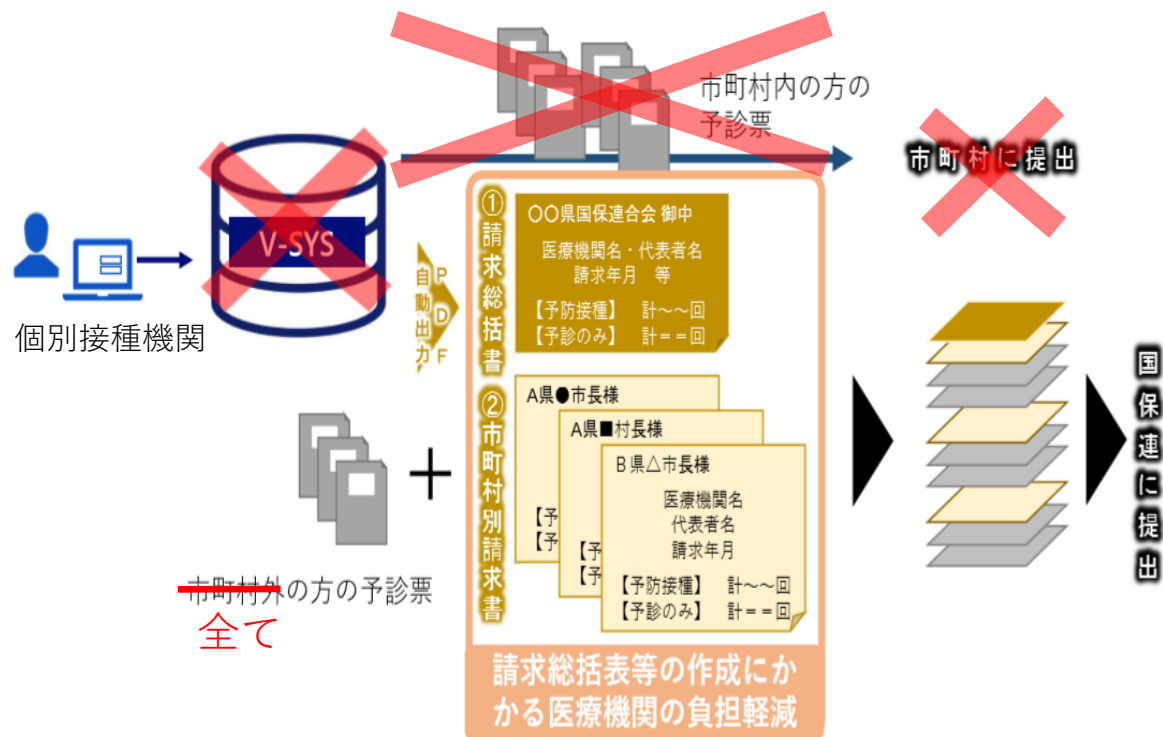 市町村内の方の
予診票
市町村に提出
V-SYS
個別接種機関
PDF
自動出力
①請求総括書
〇〇県国保連合会 御中
医療機関名・代表者名
請求年月 等
【予防接種】 計～～回
【予診のみ】 計＝＝回
②市町村別請求書
A県●市長様
【予
【予
A県■村長様
【予
【予
B県△市長様
医療機関名
代表者名
請求年月
【予防接種】 計～～回
【予診のみ】 計＝＝回
＋
市町村外の方の予診票
全て
国保連に提出
請求総括表等の作成にか
かる医療機関の負担軽減